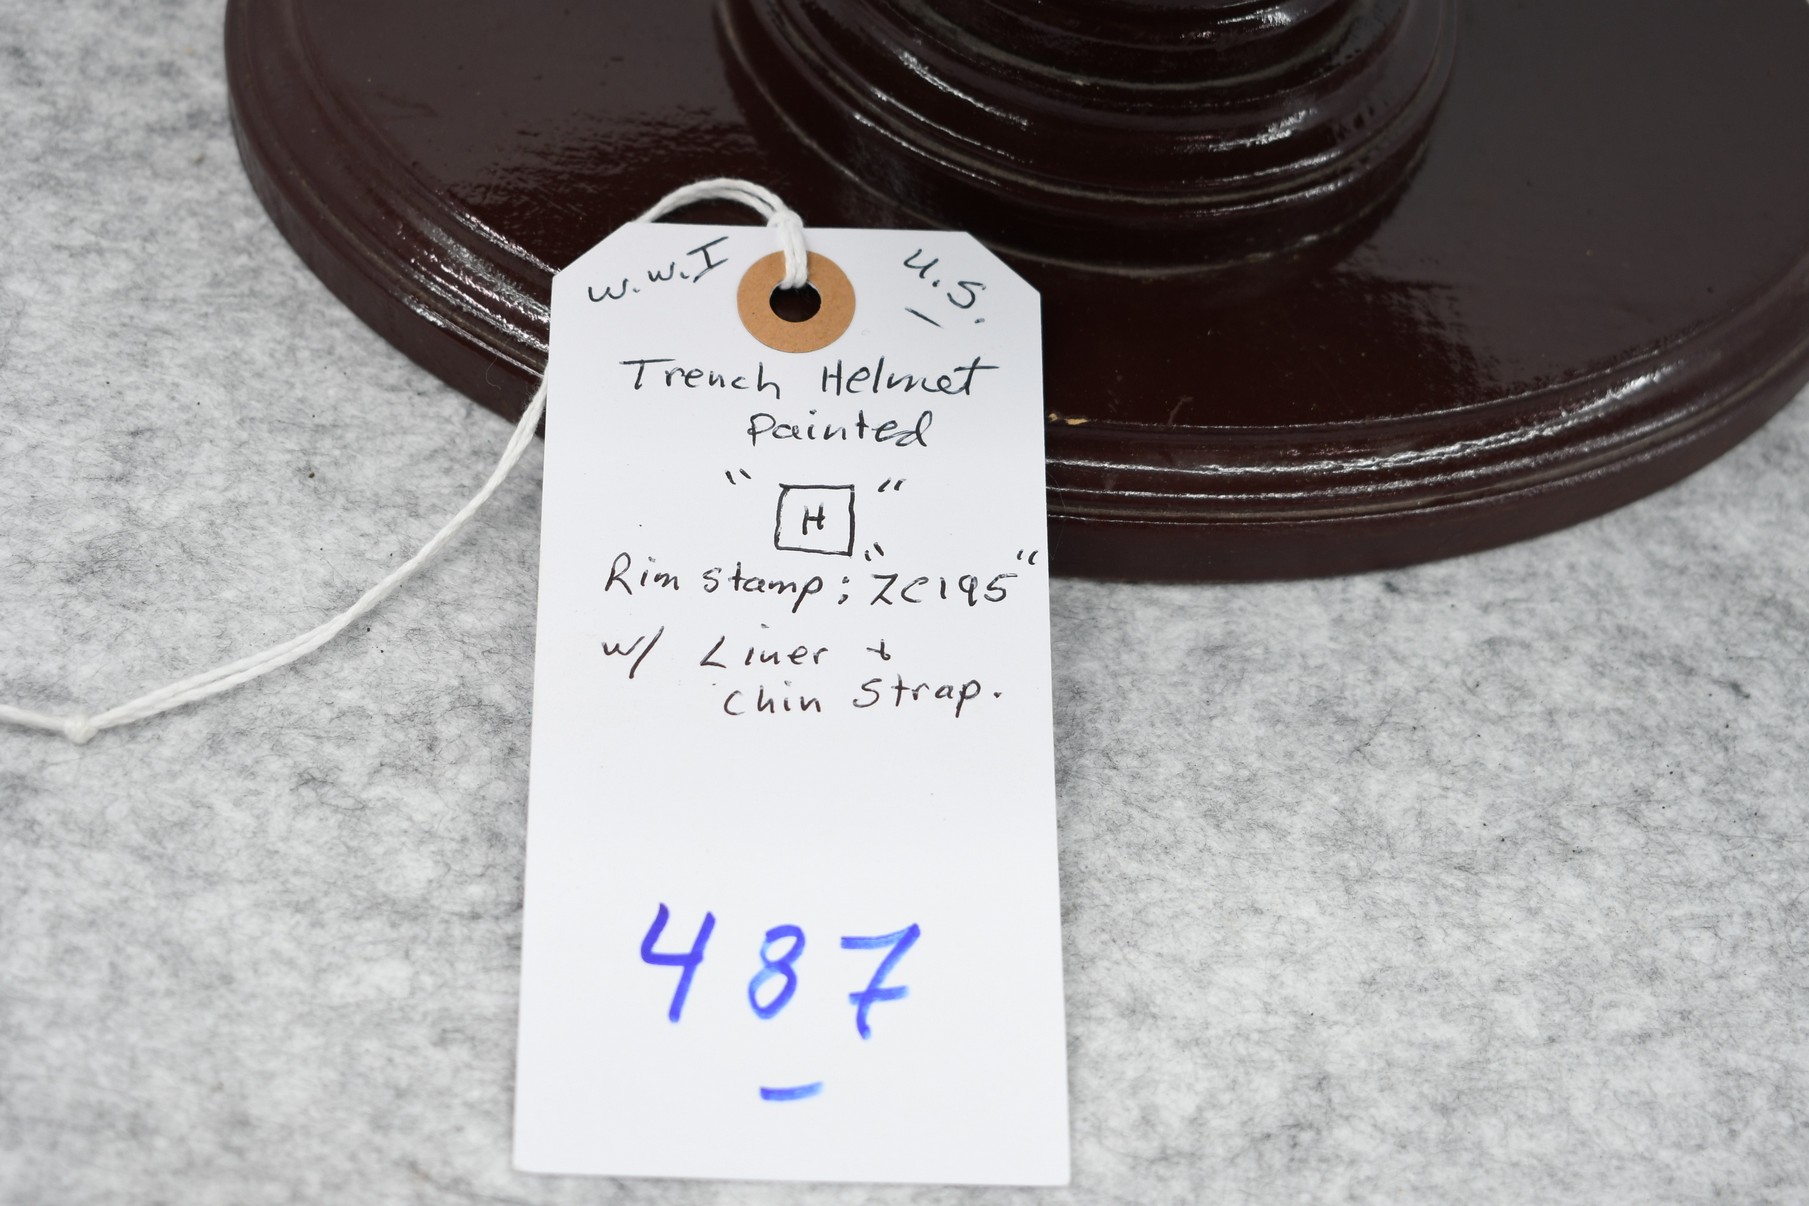 W.W.I U.S.
Trench Helmet
Painted
" H "
Rim Stamp; "ZC195"
w/ Liner +
Chin Strap.
487